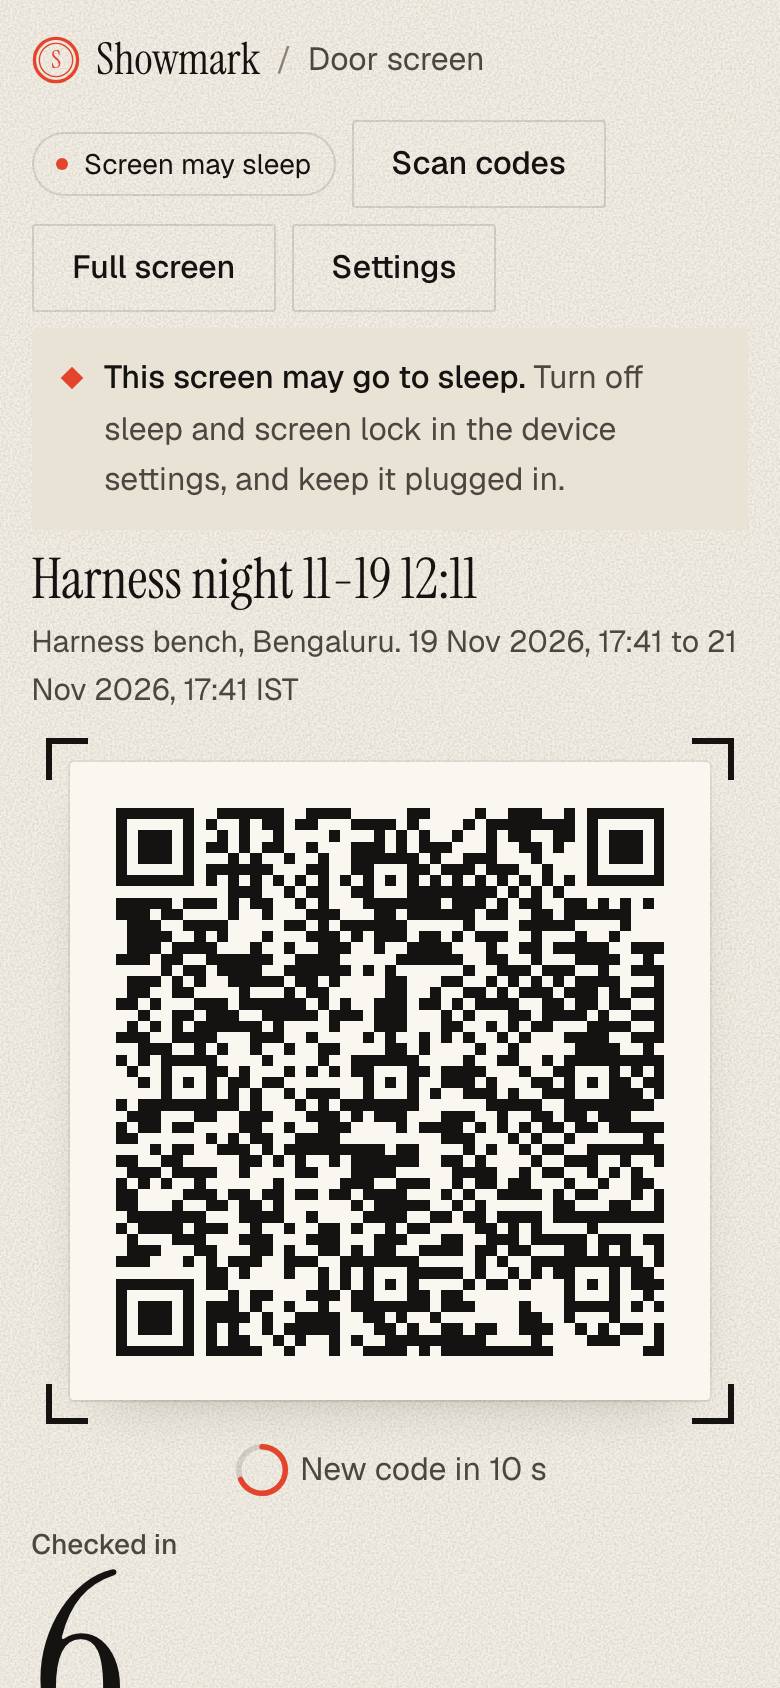 S Showmark / Door screen
Screen may sleep
Scan codes
Full screen
Settings
This screen may go to sleep. Turn off
sleep and screen lock in the device
settings, and keep it plugged in.
Harness night 11-19 12:11
Harness bench, Bengaluru. 19 Nov 2026, 17:41 to 21
Nov 2026, 17:41 IST
New code in 10 s
Checked in
6